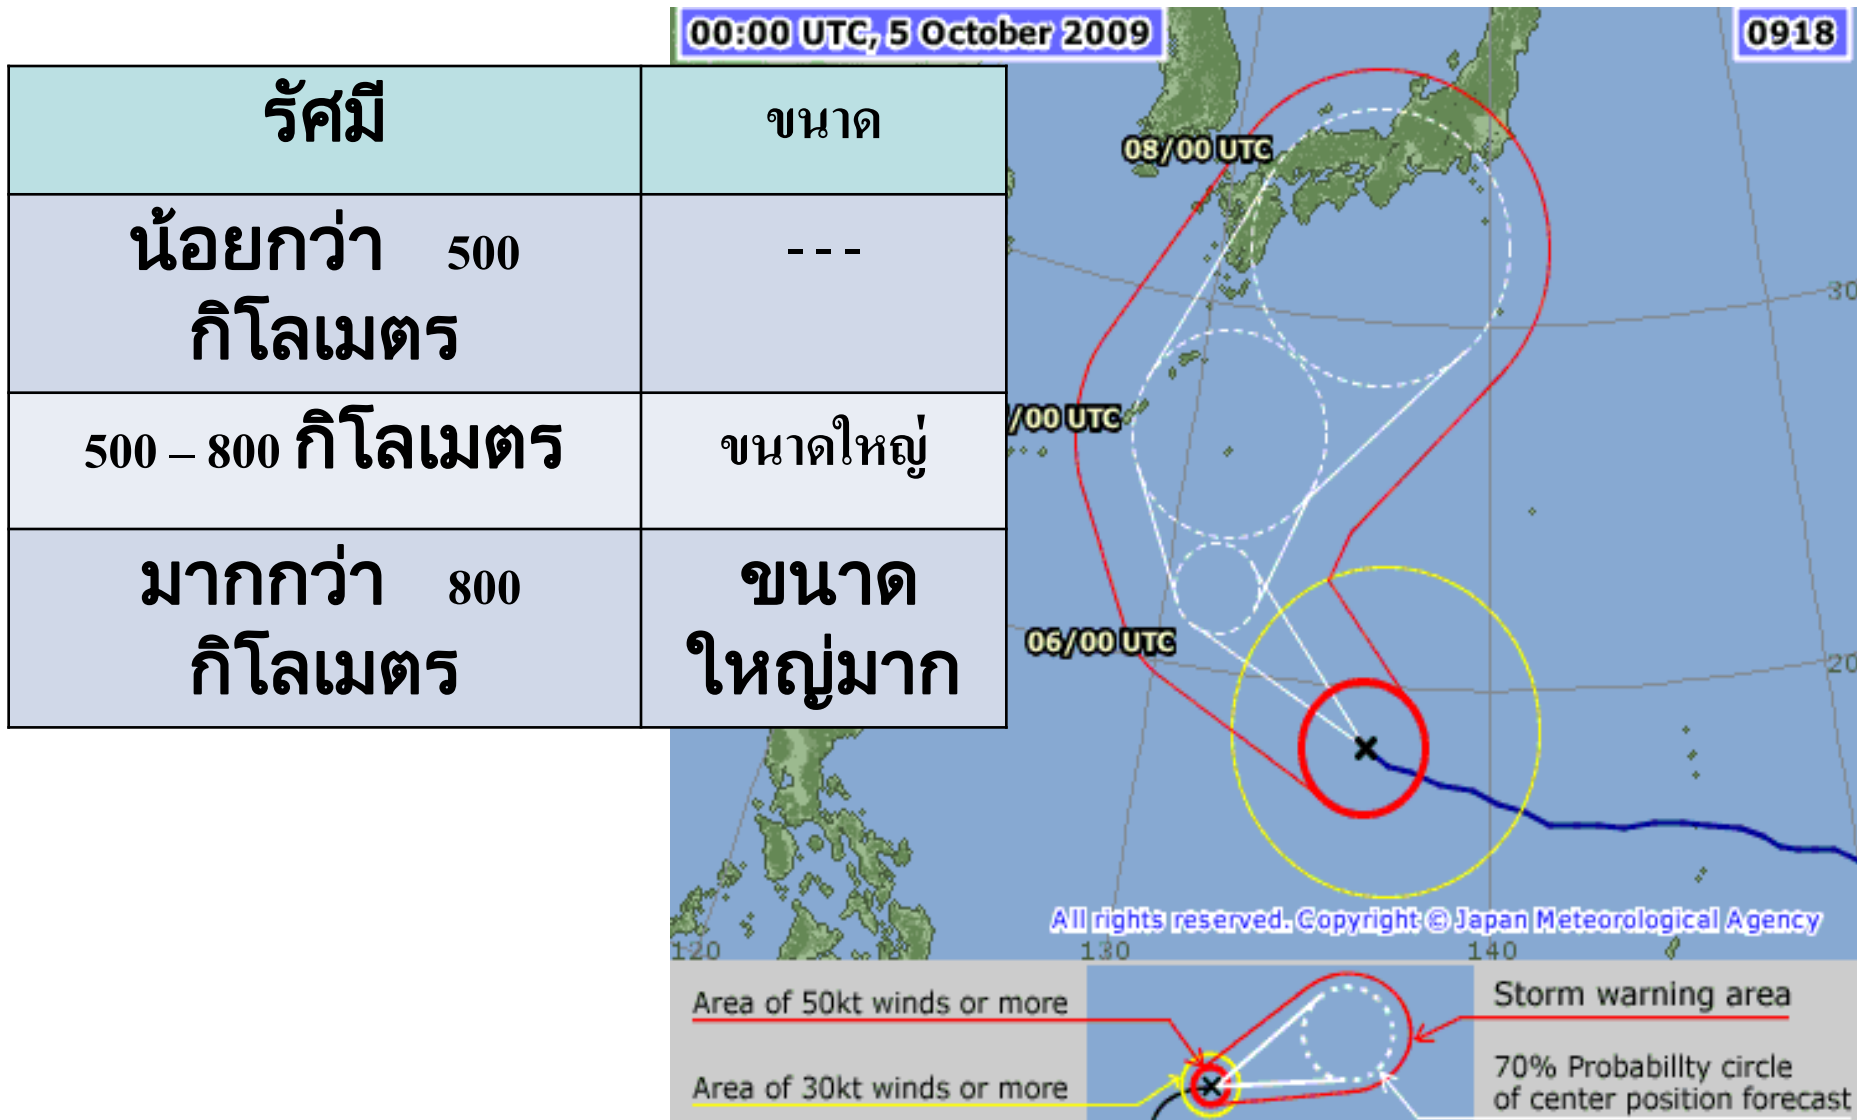 00:00 UTC, 5 October 2009
0918
รัศมี
ขนาด
น้อยกว่า 500
กิโลเมตร
---
500 – 800 กิโลเมตร
ขนาดใหญ่
มากกว่า 800
กิโลเมตร
ขนาด
ใหญ่มาก
08/00 UTC
/00 UTC
06/00 UTC
30
20
All rights reserved. Copyright © Japan Meteorological Agency
120
130
140
Area of 50kt winds or more
Storm warning area
Area of 30kt winds or more
70% Probabillty circle
of center position forecast